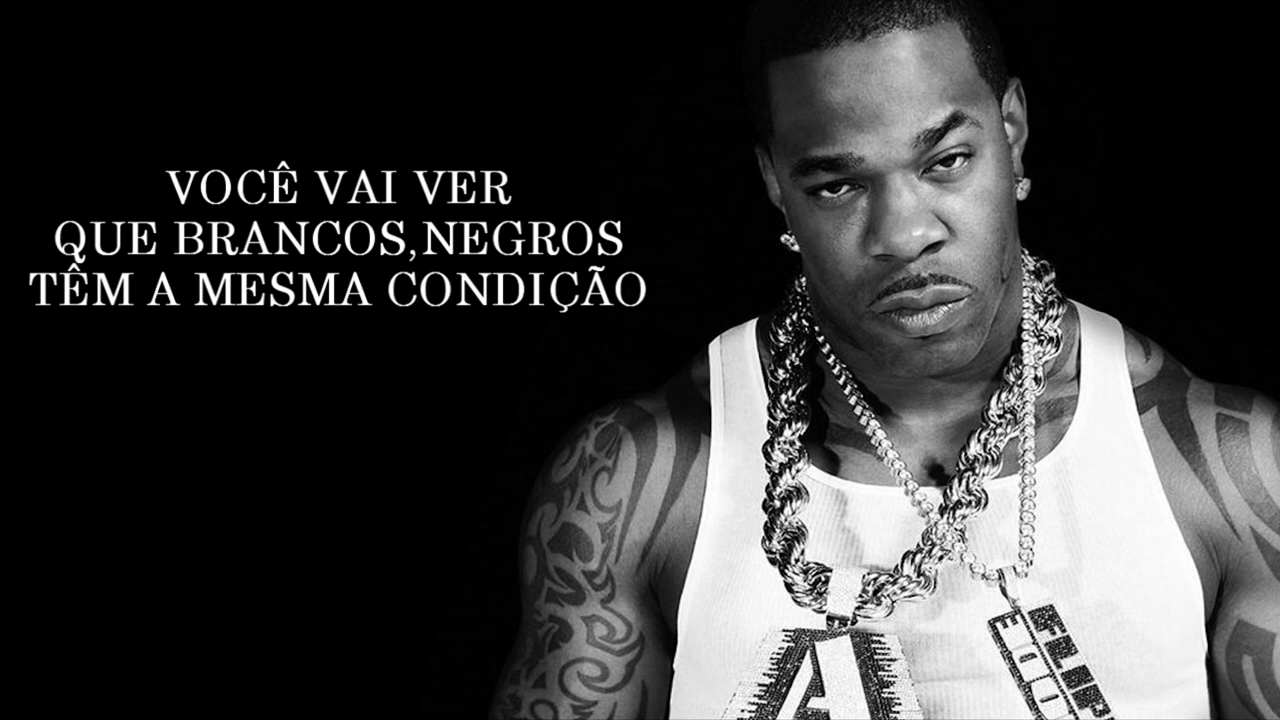 VOCÊ VAI VER
QUE BRANCOS,NEGROS
TÊM A MESMA CONDIÇÃO
A